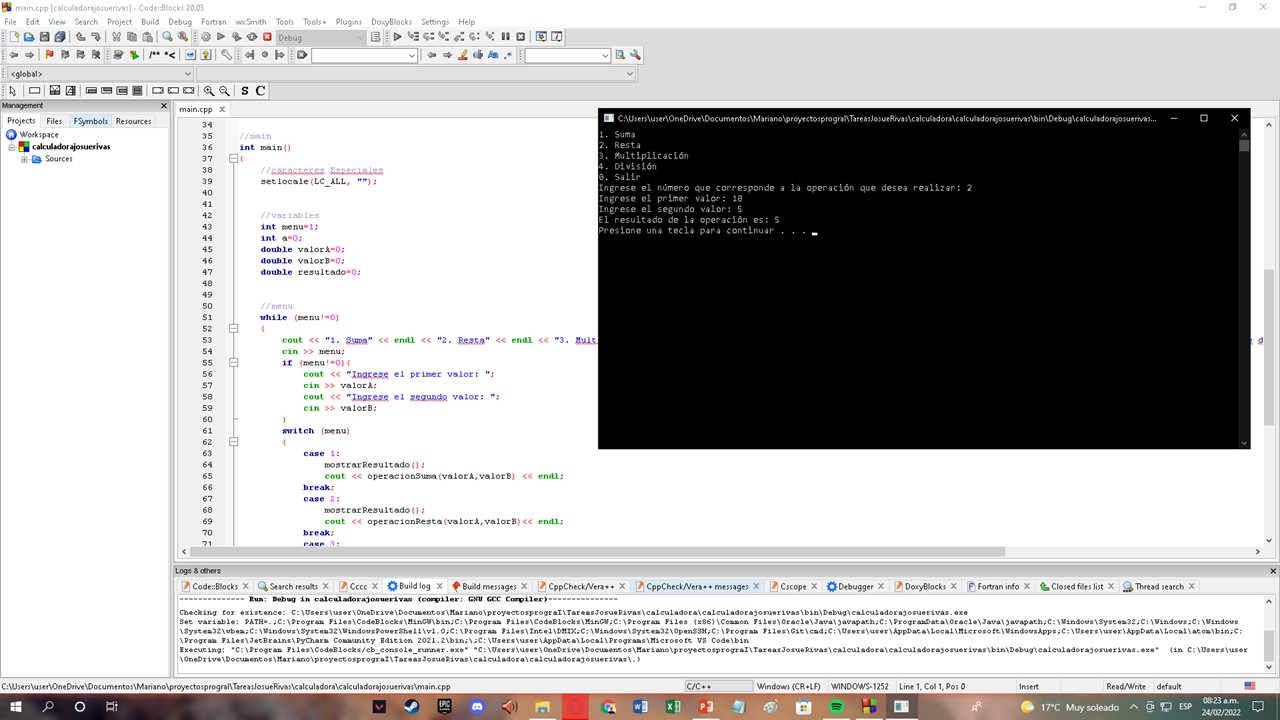 main.cpp [calculadorajosuerivas] - Code::Blocks 20.03
File Edit View Search Project Build Debug Fortran wxSmith Tools Tools+ Plugins DoxyBlocks Settings Help
Debug
/** *<
<global>
S C
Management
Projects Files FSymbols Resources
Workspace
calculadorajosuerivas
Sources
main.cpp
34
35 //main
36 int main()
37 {
38 //caracteres Especiales
39 setlocale(LC_ALL, "");
40
41
42 //variables
43 int menu=1;
44 int a=0;
45 double valorA=0;
46 double valorB=0;
47 double resultado=0;
48
49
50 //menu
51 while (menu!=0)
52 {
53 cout << "1. Suma" << endl << "2. Resta" << endl << "3. Mult
54 cin >> menu;
55 if (menu!=0){
56 cout << "Ingrese el primer valor: ";
57 cin >> valorA;
58 cout << "Ingrese el segundo valor: ";
59 cin >> valorB;
60 }
61 switch (menu)
62 {
63 case 1:
64 mostrarResultado();
65 cout << operacionSuma(valorA,valorB) << endl;
66 break;
67 case 2:
68 mostrarResultado();
69 cout << operacionResta(valorA,valorB)<< endl;
70 break;
71 case 3:
C:\Users\user\OneDrive\Documentos\Mariano\proyectosprograI\TareasJosueRivas\calculadora\calculadorajosuerivas\bin\Debug\calculadorajosuerivas...
1. Suma
2. Resta
3. Multiplicación
4. División
0. Salir
Ingrese el número que corresponde a la operación que desea realizar: 2
Ingrese el primer valor: 10
Ingrese el segundo valor: 5
El resultado de la operación es: 5
Presione una tecla para continuar . . .
Logs & others
Code::Blocks Search results Cccc Build log Build messages CppCheck/Vera++ CppCheck/Vera++ messages Cscope Debugger DoxyBlocks Fortran info Closed files list Thread search
-------------- Run: Debug in calculadorajosuerivas (compiler: GNU GCC Compiler)---------------
Checking for existence: C:\Users\user\OneDrive\Documentos\Mariano\proyectosprograI\TareasJosueRivas\calculadora\calculadorajosuerivas\bin\Debug\calculadorajosuerivas.exe
Set variable: PATH=.;C:\Program Files\CodeBlocks\MinGW\bin;C:\Program Files\CodeBlocks\MinGW;C:\Program Files (x86)\Common Files\Oracle\Java\javapath;C:\ProgramData\Oracle\Java\javapath;C:\Windows\System32;C:\Windows;C:\Windows
\System32\wbem;C:\Windows\System32\WindowsPowerShell\v1.0;C:\Program Files\Intel\DMIX;C:\Windows\System32\OpenSSH;C:\Program Files\Git\cmd;C:\Users\user\AppData\Local\Microsoft\WindowsApps;C:\Users\user\AppData\Local\atom\bin;C:
\Program Files\JetBrains\PyCharm Community Edition 2021.2\bin;;C:\Users\user\AppData\Local\Programs\Microsoft VS Code\bin
Executing: "C:\Program Files\CodeBlocks/cb_console_runner.exe" "C:\Users\user\OneDrive\Documentos\Mariano\proyectosprograI\TareasJosueRivas\calculadora\calculadorajosuerivas\bin\Debug\calculadorajosuerivas.exe" (in C:\Users\user
\OneDrive\Documentos\Mariano\proyectosprograI\TareasJosueRivas\calculadora\calculadorajosuerivas\.)
C:\Users\user\OneDrive\Documentos\Mariano\proyectosprograI\TareasJosueRivas\calculadora\calculadorajosuerivas\main.cpp C/C++ Windows (CR+LF) WINDOWS-1252 Line 1, Col 1, Pos 0 Insert Read/Write default
17°C Muy soleado ESP 08:23 a. m. 24/02/2022